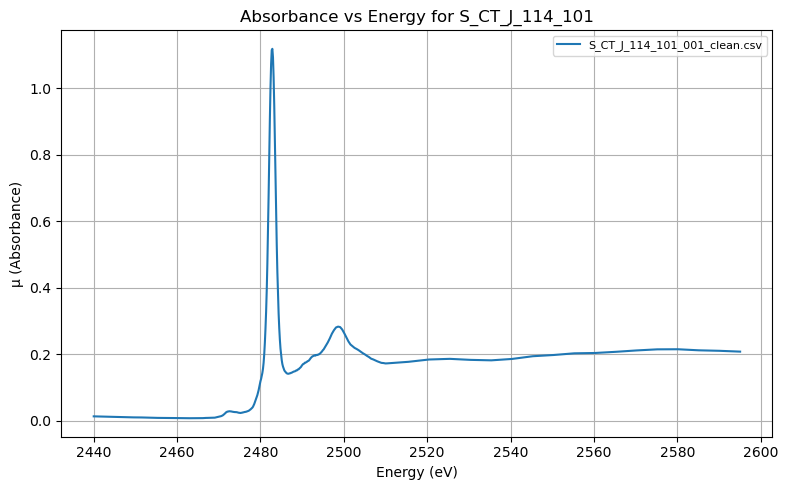 Absorbance vs Energy for S_CT_J_114_101
S_CT_J_114_101_001_clean.csv
μ (Absorbance)
1.0
0.8
0.6
0.4
0.2
0.0
2440 2460 2480 2500 2520 2540 2560 2580 2600
Energy (eV)